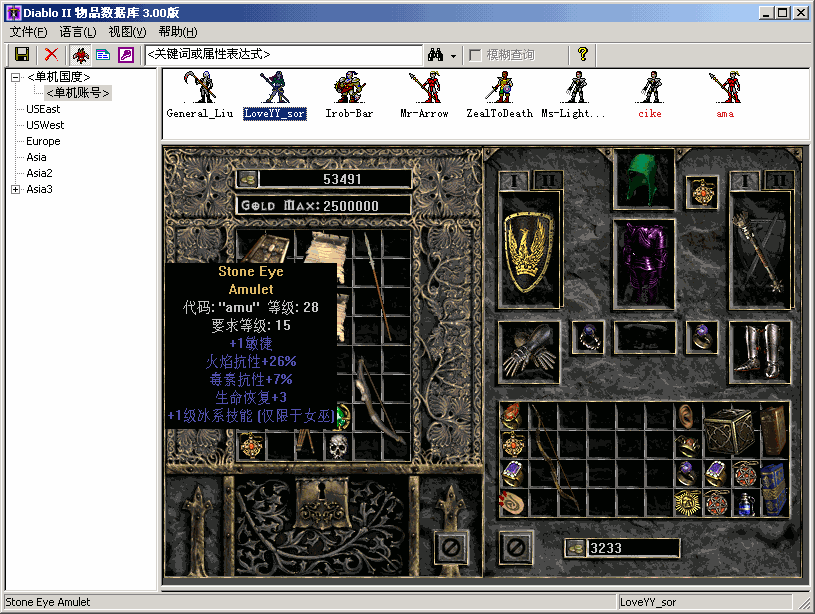 Diablo II 物品数据库 3.00版
文件(F) 语言(L) 视图(V) 帮助(H)
<关键词或属性表达式>
模糊查询
?
<单机国度>
<单机账号>
USEast
USWest
Europe
Asia
Asia2
Asia3
General_Liu LoveYY_sor Irob-Bar Mr-Arrow ZealToDeath Ms-Light... cike ama
53491
GOLD MAX: 2500000
I II
I II
Stone Eye
Amulet
代码: "amu" 等级: 28
要求等级: 15
+1敏捷
火焰抗性+26%
毒素抗性+7%
生命恢复+3
+1级冰系技能 (仅限于女巫)
3233
Stone Eye Amulet
LoveYY_sor